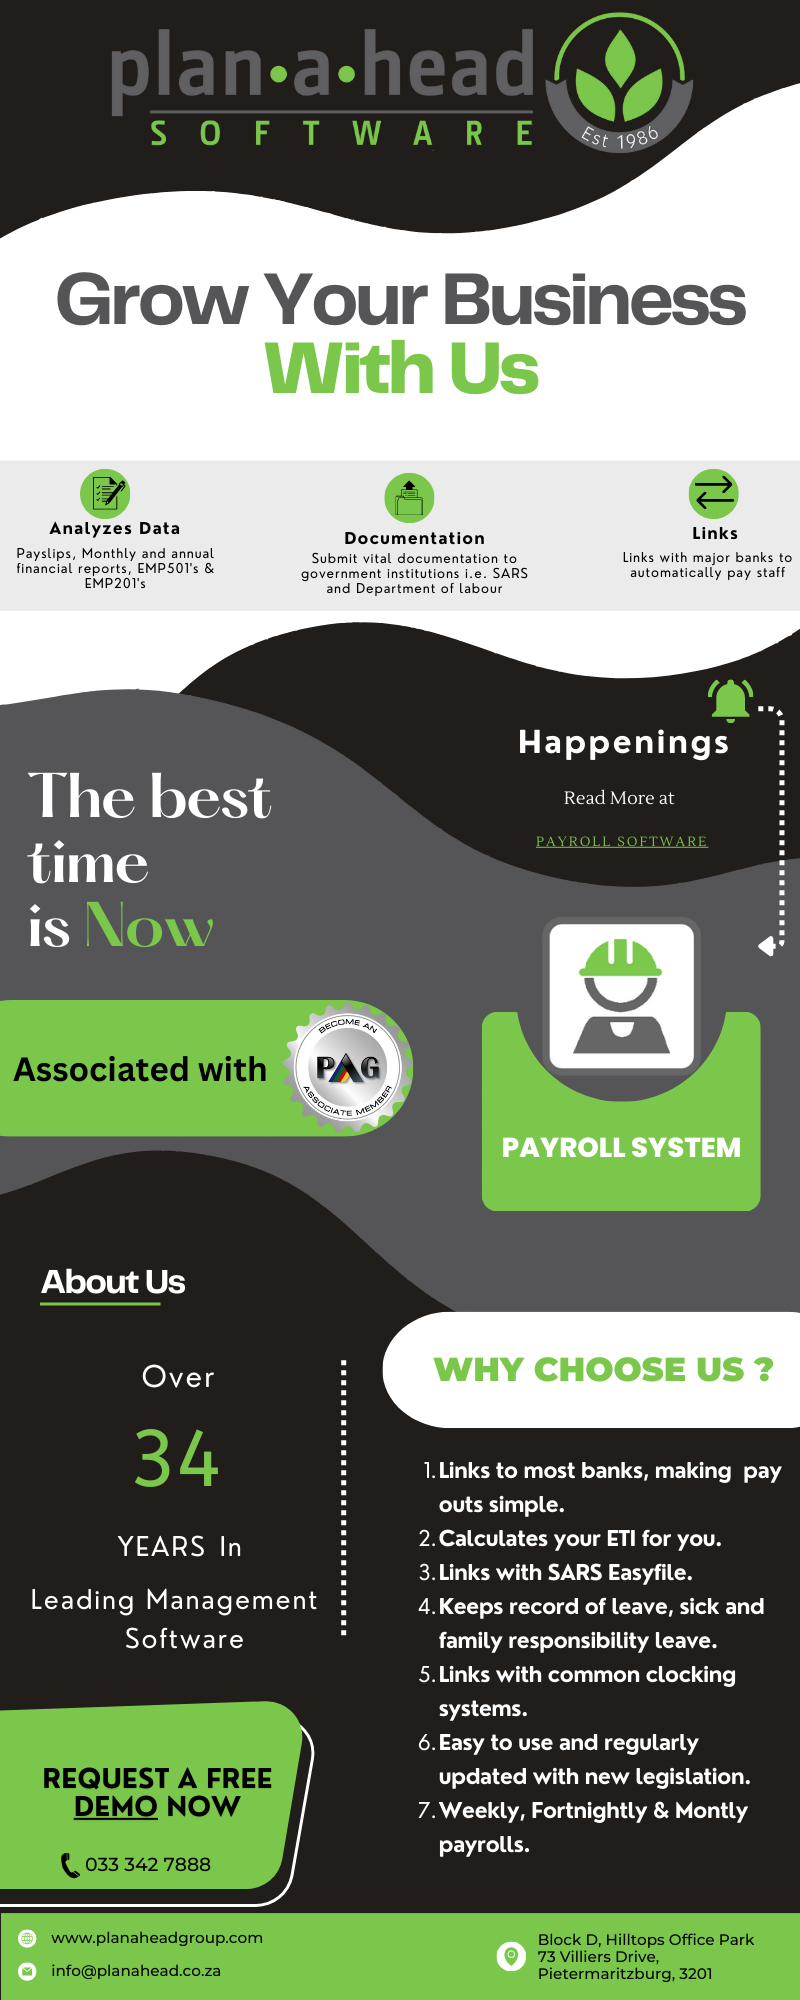 plan•a•head
SOFTWARE
Est 1986
Grow Your Business
With Us
Analyzes Data
Payslips, Monthly and annual
financial reports, EMP501's &
EMP201's
Documentation
Submit vital documentation to
government institutions i.e. SARS
and Department of labour
Links
Links with major banks to
automatically pay staff
Happenings
Read More at
PAYROLL SOFTWARE
The best
time
is Now
Associated with
BECOME AN
PAG
ASSOCIATE MEMBER
PAYROLL SYSTEM
About Us
Over
34
YEARS In
Leading Management
Software
WHY CHOOSE US ?
1. Links to most banks, making pay
outs simple.
2. Calculates your ETI for you.
3. Links with SARS Easyfile.
4. Keeps record of leave, sick and
family responsibility leave.
5. Links with common clocking
systems.
6. Easy to use and regularly
updated with new legislation.
7. Weekly, Fortnightly & Montly
payrolls.
REQUEST A FREE
DEMO NOW
033 342 7888
www.planaheadgroup.com
info@planahead.co.za
Block D, Hilltops Office Park
73 Villiers Drive,
Pietermaritzburg, 3201